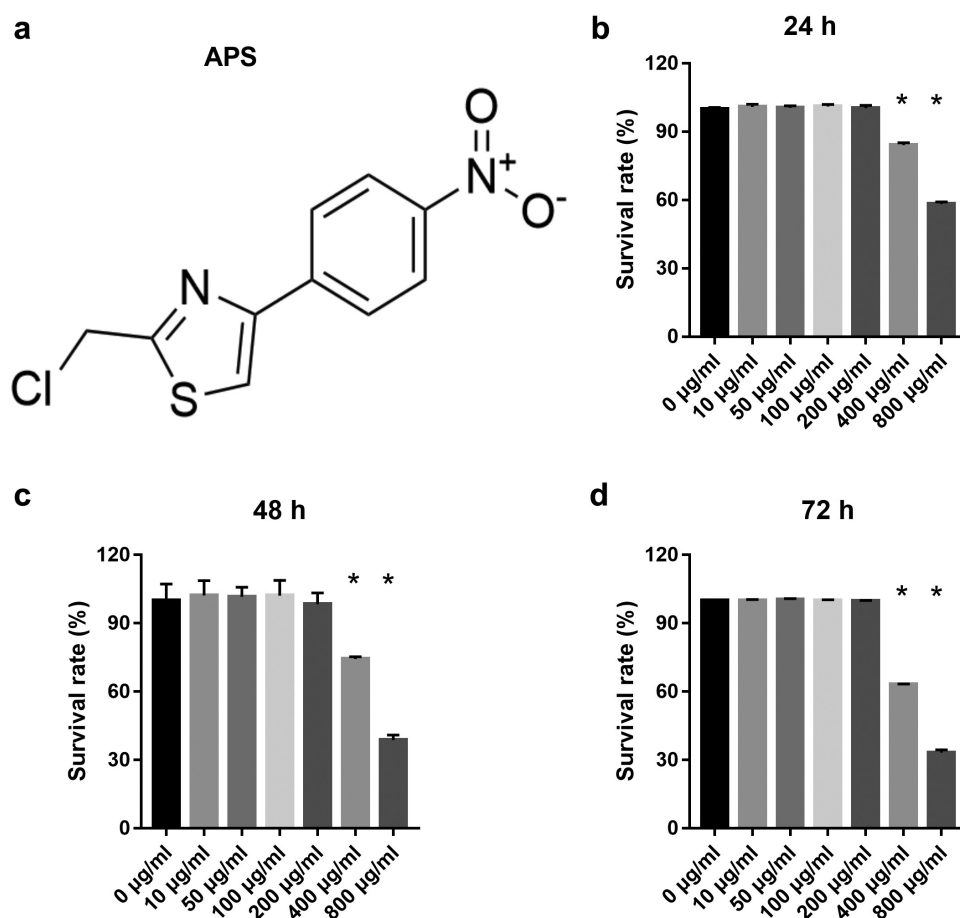 a
APS
O
N+
O-
N
S
Cl
b
24 h
Survival rate (%)
120
90
60
30
0
0 µg/ml
10 µg/ml
50 µg/ml
100 µg/ml
200 µg/ml
400 µg/ml
800 µg/ml
* *
c
48 h
Survival rate (%)
120
90
60
30
0
0 µg/ml
10 µg/ml
50 µg/ml
100 µg/ml
200 µg/ml
400 µg/ml
800 µg/ml
* *
d
72 h
Survival rate (%)
120
90
60
30
0
0 µg/ml
10 µg/ml
50 µg/ml
100 µg/ml
200 µg/ml
400 µg/ml
800 µg/ml
* *